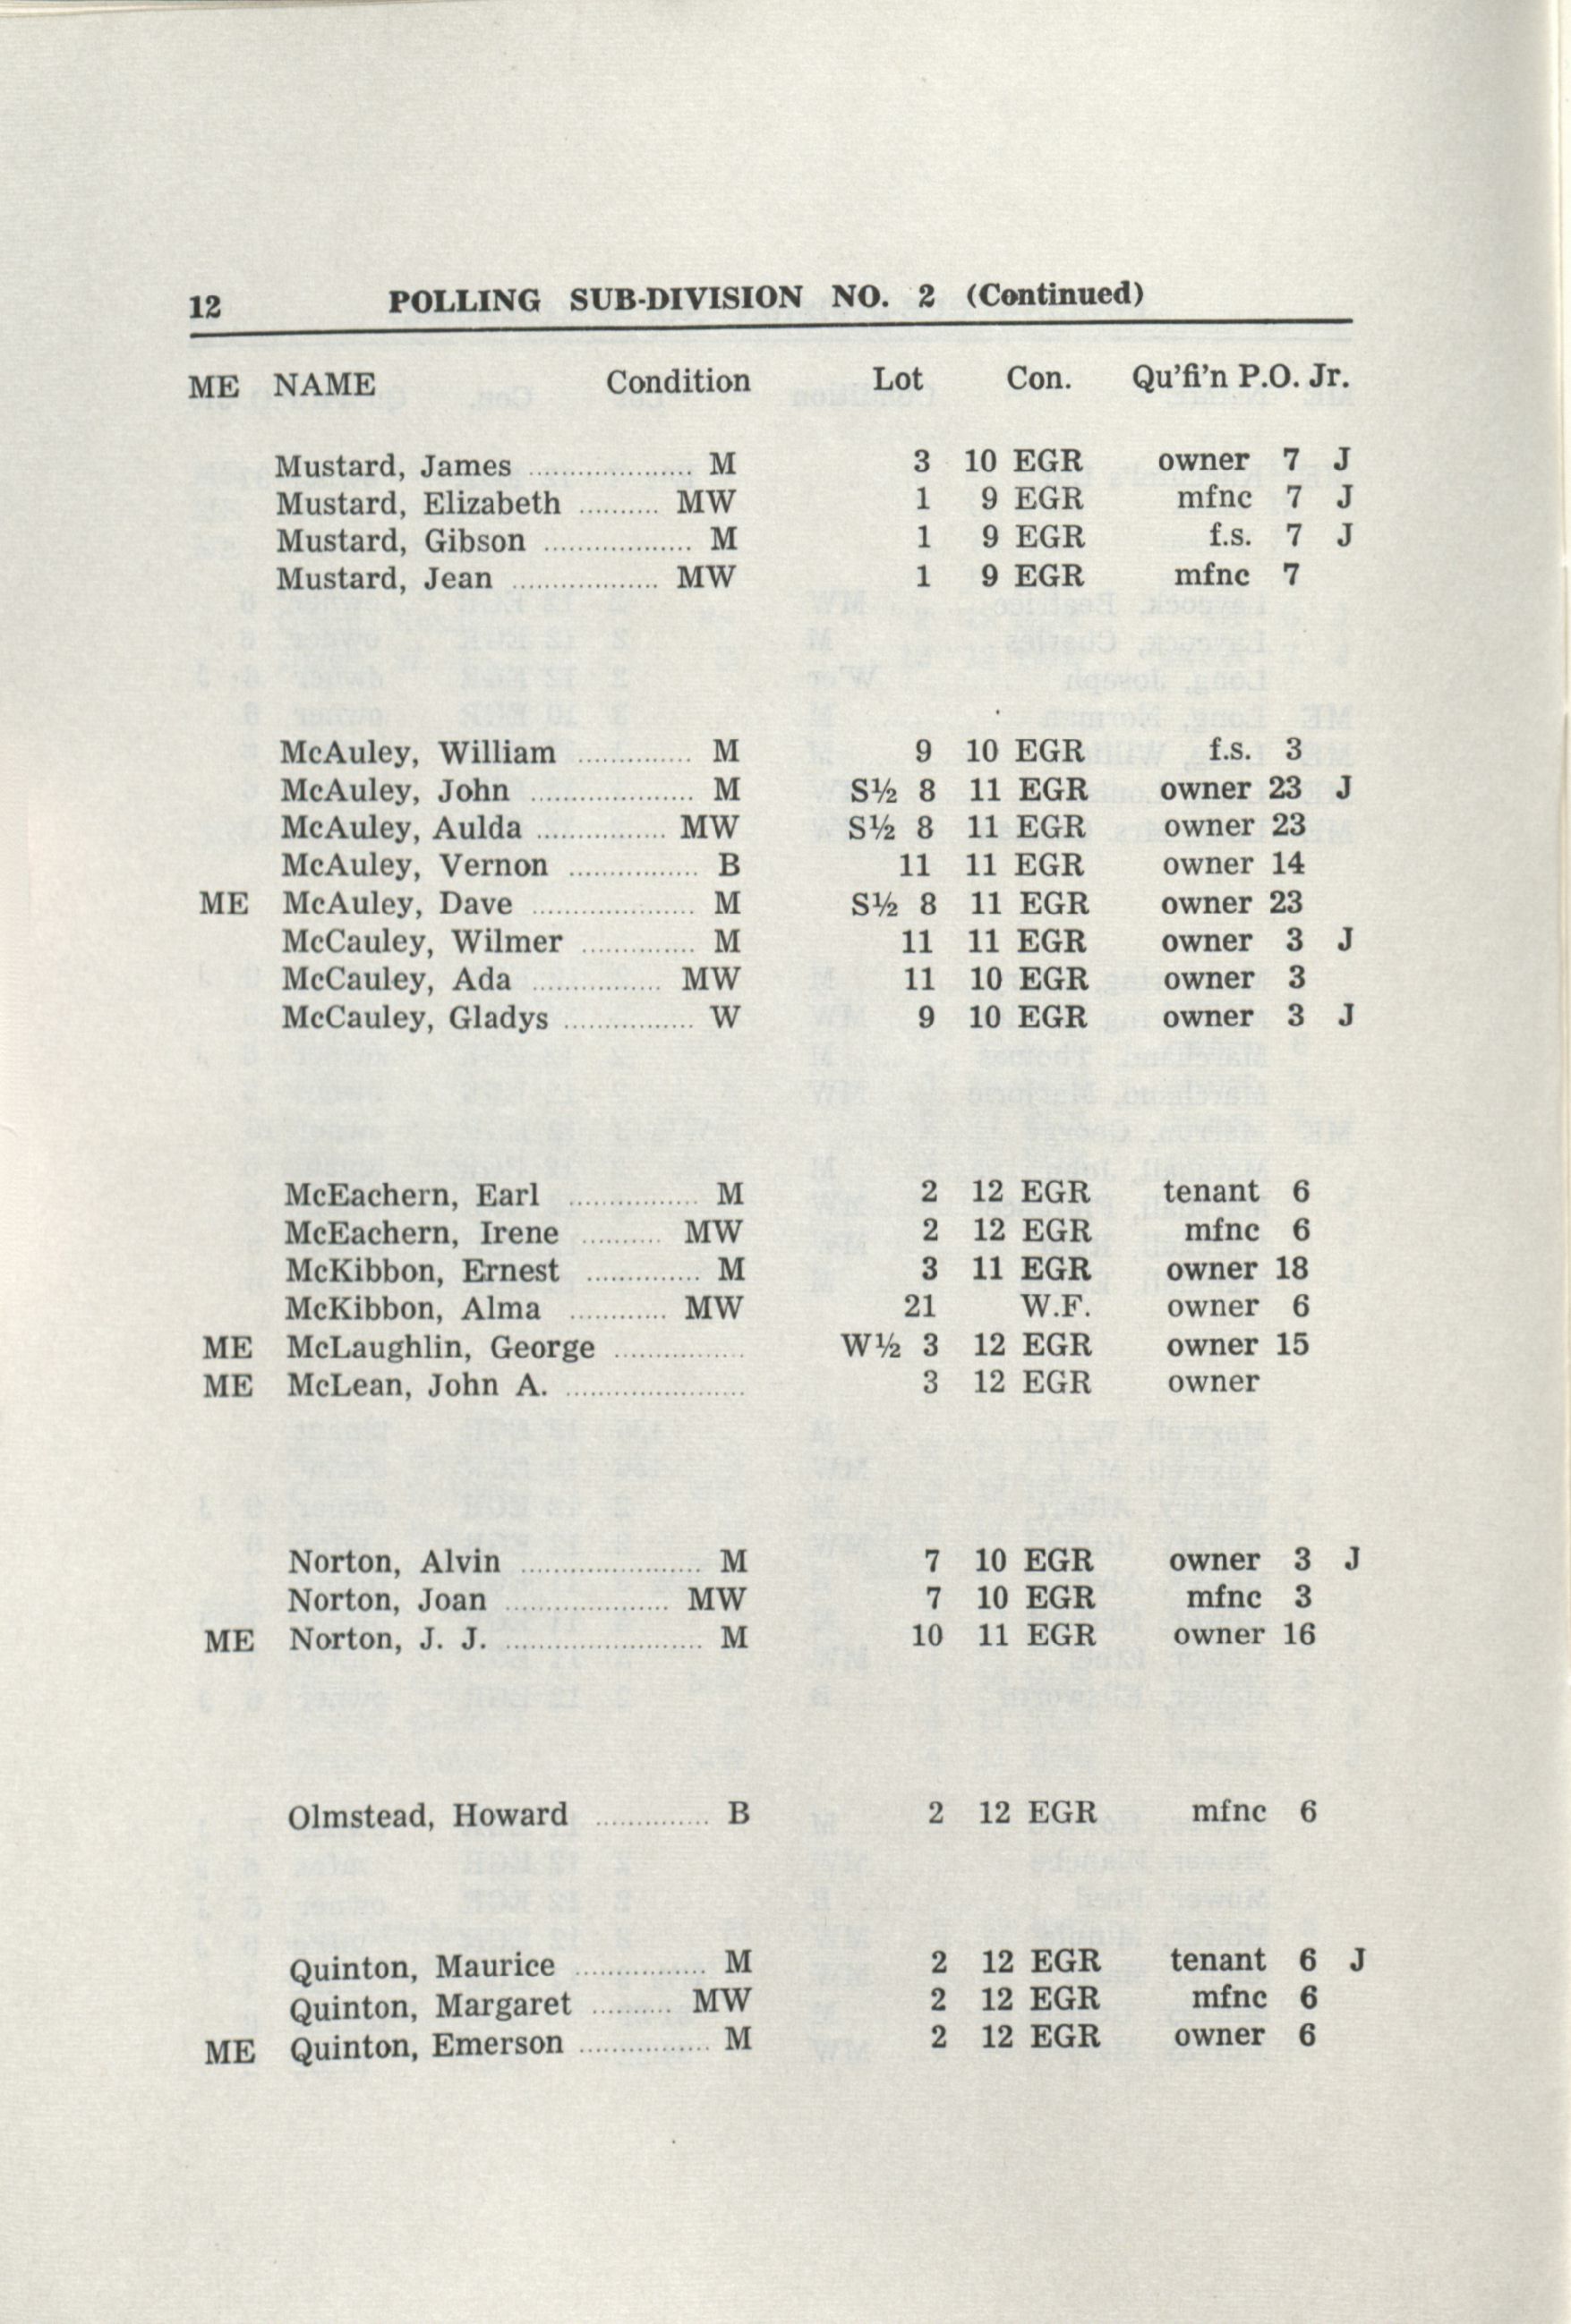 12 POLLING SUB-DIVISION NO. 2 (Continued)
ME NAME Condition Lot Con. Qu'fi'n P.O. Jr.
Mustard, James ..................... M 3 10 EGR owner 7 J
Mustard, Elizabeth .......... MW 1 9 EGR mfnc 7 J
Mustard, Gibson ................... M 1 9 EGR f.s. 7 J
Mustard, Jean .................. MW 1 9 EGR mfnc 7
McAuley, William .............. M 9 10 EGR f.s. 3
McAuley, John ..................... M S½ 8 11 EGR owner 23 J
McAuley, Aulda ................ MW S½ 8 11 EGR owner 23
McAuley, Vernon ................ B 11 11 EGR owner 14
ME McAuley, Dave ..................... M S½ 8 11 EGR owner 23
McCauley, Wilmer .............. M 11 11 EGR owner 3 J
McCauley, Ada ................ MW 11 10 EGR owner 3
McCauley, Gladys ................ W 9 10 EGR owner 3 J
McEachern, Earl ................ M 2 12 EGR tenant 6
McEachern, Irene .......... MW 2 12 EGR mfnc 6
McKibbon, Ernest .............. M 3 11 EGR owner 18
McKibbon, Alma ............ MW 21 W.F. owner 6
ME McLaughlin, George ................ W½ 3 12 EGR owner 15
ME McLean, John A. ...................... 3 12 EGR owner
Norton, Alvin ...................... M 7 10 EGR owner 3 J
Norton, Joan .................... MW 7 10 EGR mfnc 3
ME Norton, J. J. ........................ M 10 11 EGR owner 16
Olmstead, Howard .............. B 2 12 EGR mfnc 6
Quinton, Maurice ................ M 2 12 EGR tenant 6 J
Quinton, Margaret .......... MW 2 12 EGR mfnc 6
ME Quinton, Emerson ................ M 2 12 EGR owner 6